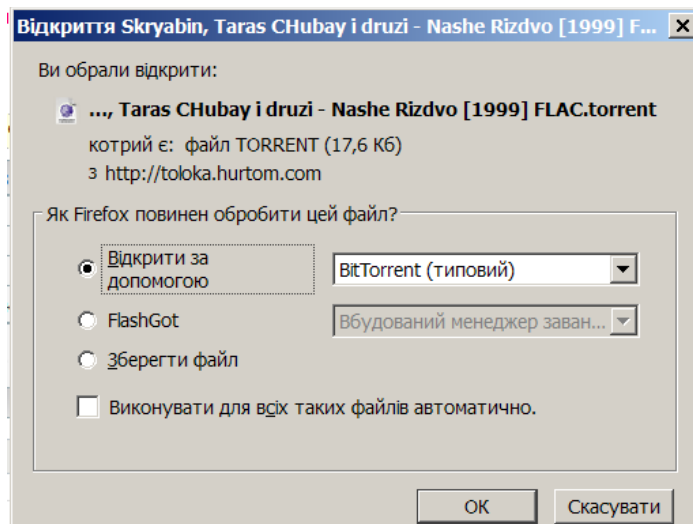 Відкриття Skryabin, Taras CHubay i druzi - Nashe Rizdvo [1999] F...
Ви обрали відкрити:
..., Taras CHubay i druzi - Nashe Rizdvo [1999] FLAC.torrent
котрий є: файл TORRENT (17,6 Кб)
з http://toloka.hurtom.com
Як Firefox повинен обробити цей файл?
Відкрити за
допомогою
BitTorrent (типовий)
FlashGot
Вбудований менеджер заван...
Зберегти файл
Виконувати для всіх таких файлів автоматично.
OK
Скасувати